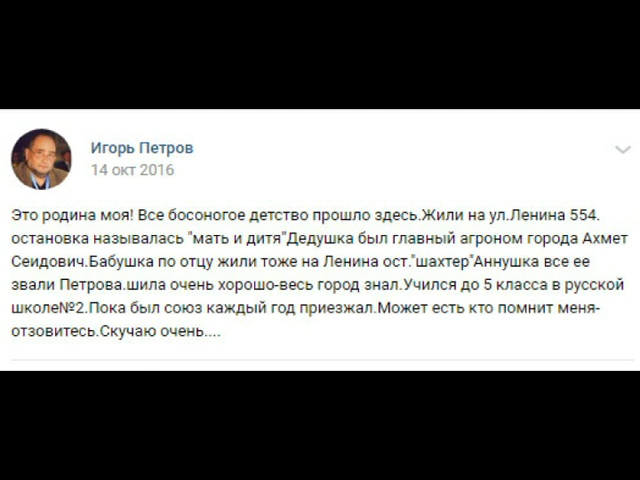 Игорь Петров
14 окт 2016
Это родина моя! Все босоногое детство прошло здесь.Жили на ул.Ленина 554.
остановка называлась "мать и дитя"Дедушка был главный агроном города Ахмет
Сеидович.Бабушка по отцу жили тоже на Ленина ост."шахтер"Аннушка все ее
звали Петрова.шила очень хорошо-весь город знал.Учился до 5 класса в русской
школе№2.Пока был союз каждый год приезжал.Может есть кто помнит меня-
отзовитесь.Скучаю очень....